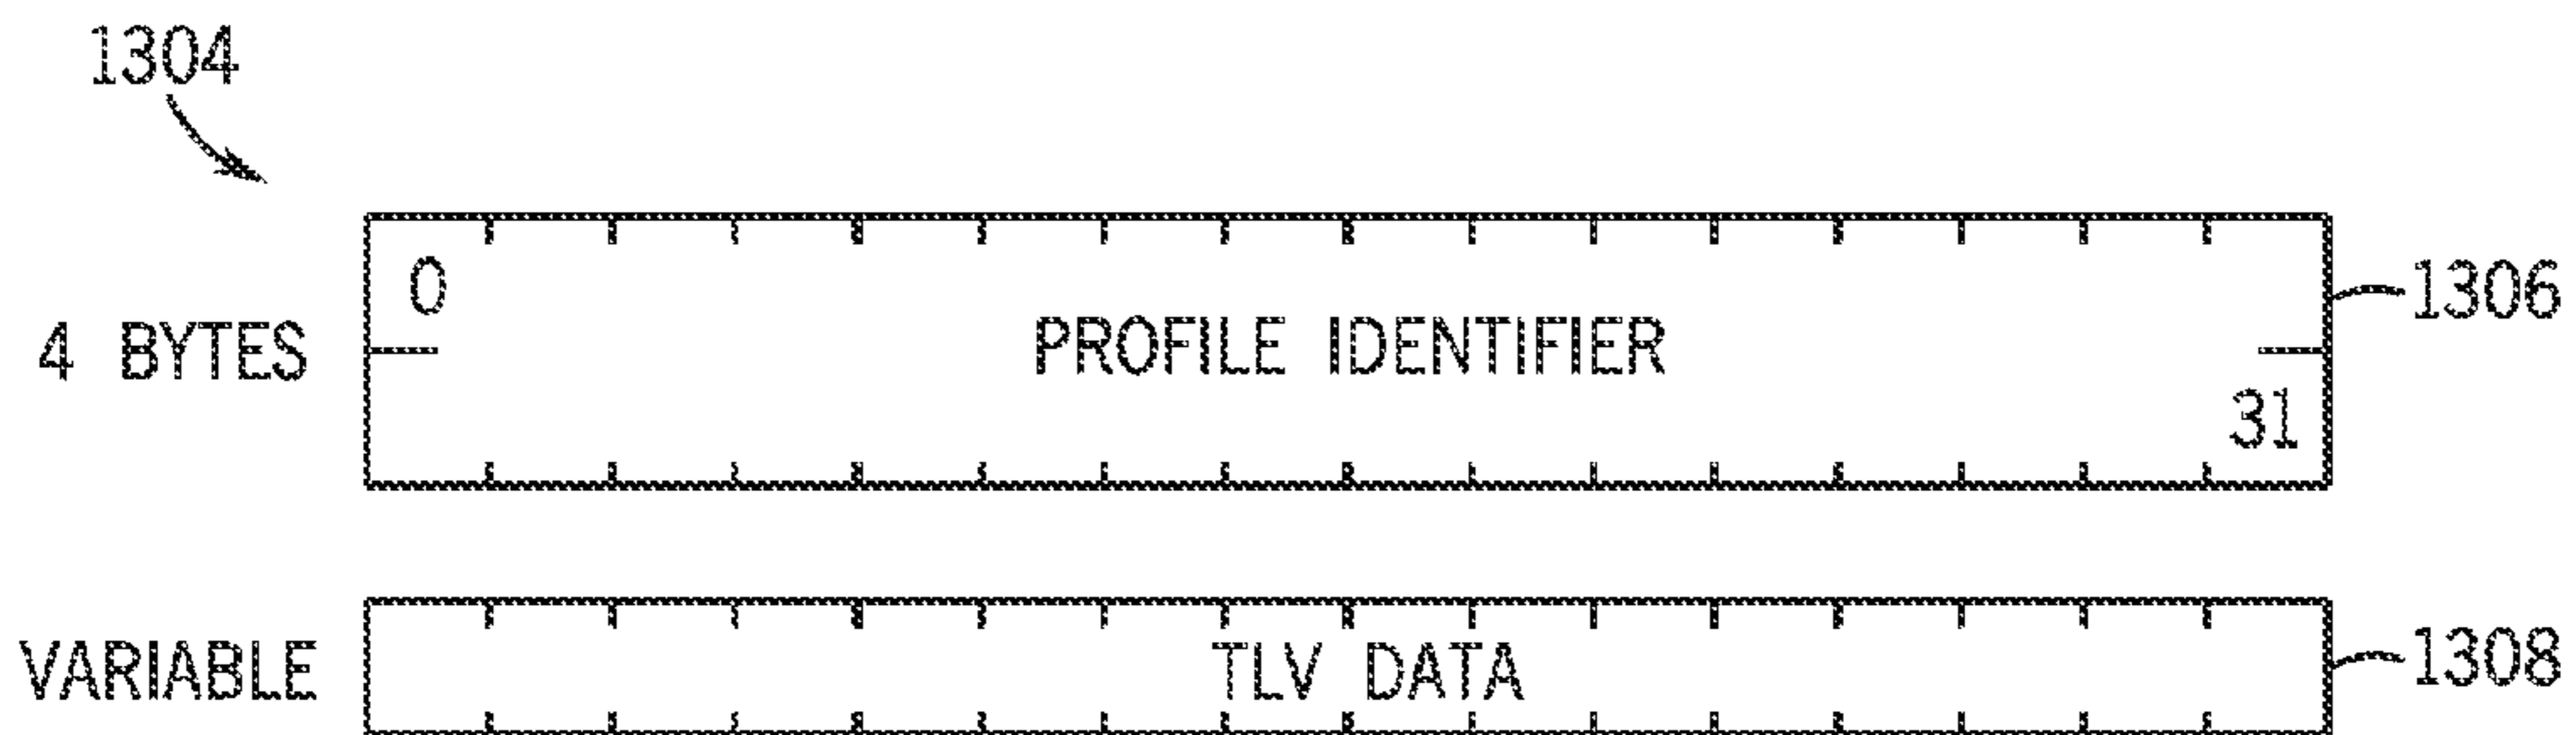 1304
0
4 BYTES PROFILE IDENTIFIER 1306
31
VARIABLE TLV DATA 1308